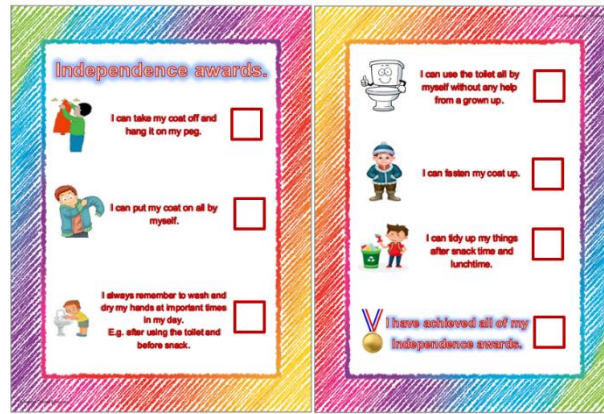 Independence awards.
I can take my coat off and
hang it on my peg.
I can put my coat on all by
myself.
I always remember to wash and
dry my hands at important times
in my day.
E.g. after using the toilet and
before snack.
I can use the toilet all by
myself without any help
from a grown up.
I can fasten my coat up.
I can tidy up my things
after snack time and
lunchtime.
I have achieved all of my
independence awards.